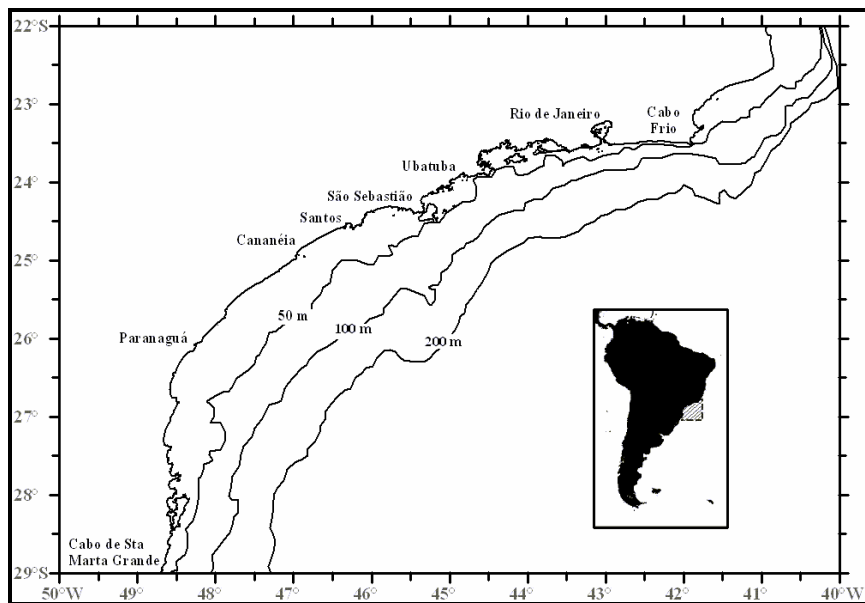 22°S
23°
24°
25°
26°
27°
28°
29°S
Rio de Janeiro
Cabo
Frio
Ubatuba
São Sebastião
Santos
Cananéia
Paranaguá
50 m
100 m
200 m
Cabo de Sta
Marta Grande
50°W 49° 48° 47° 46° 45° 44° 43° 42° 41° 40°W